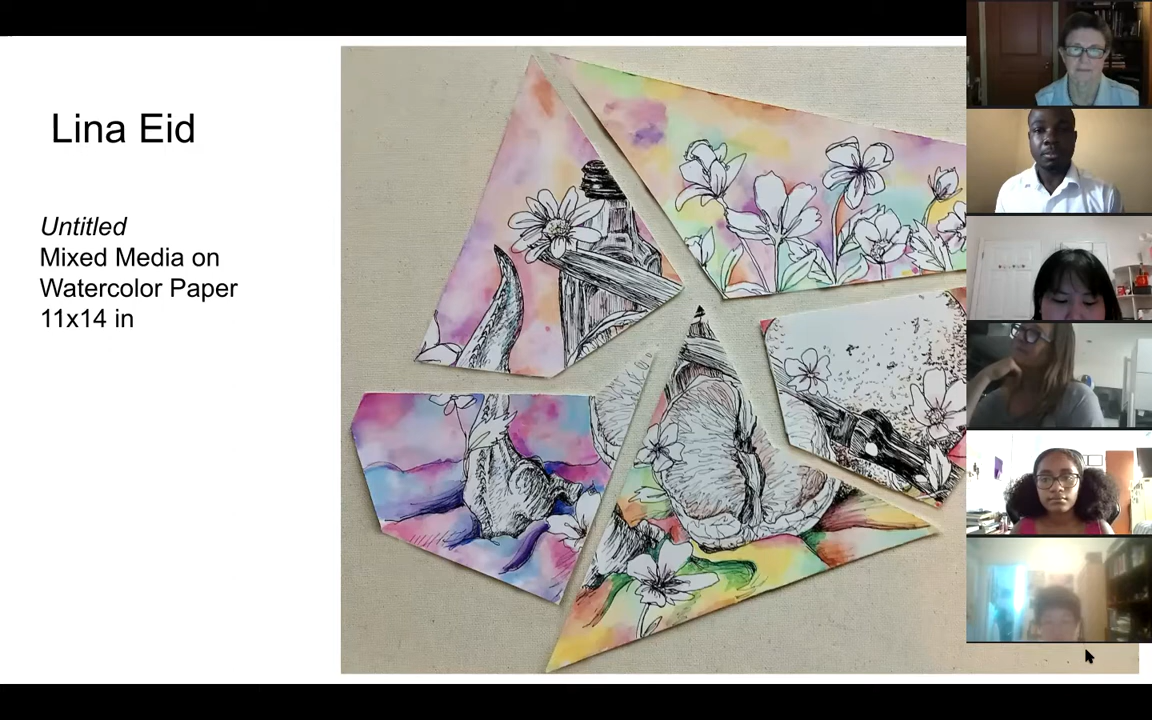 Lina Eid
Untitled
Mixed Media on
Watercolor Paper
11x14 in